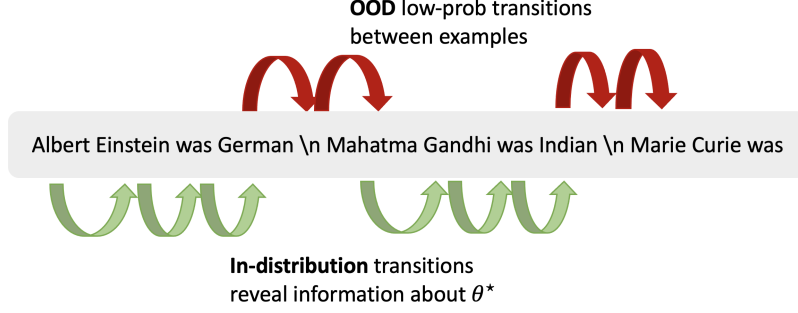 OOD low-prob transitions
between examples
Albert Einstein was German \n Mahatma Gandhi was Indian \n Marie Curie was
In-distribution transitions
reveal information about θ*